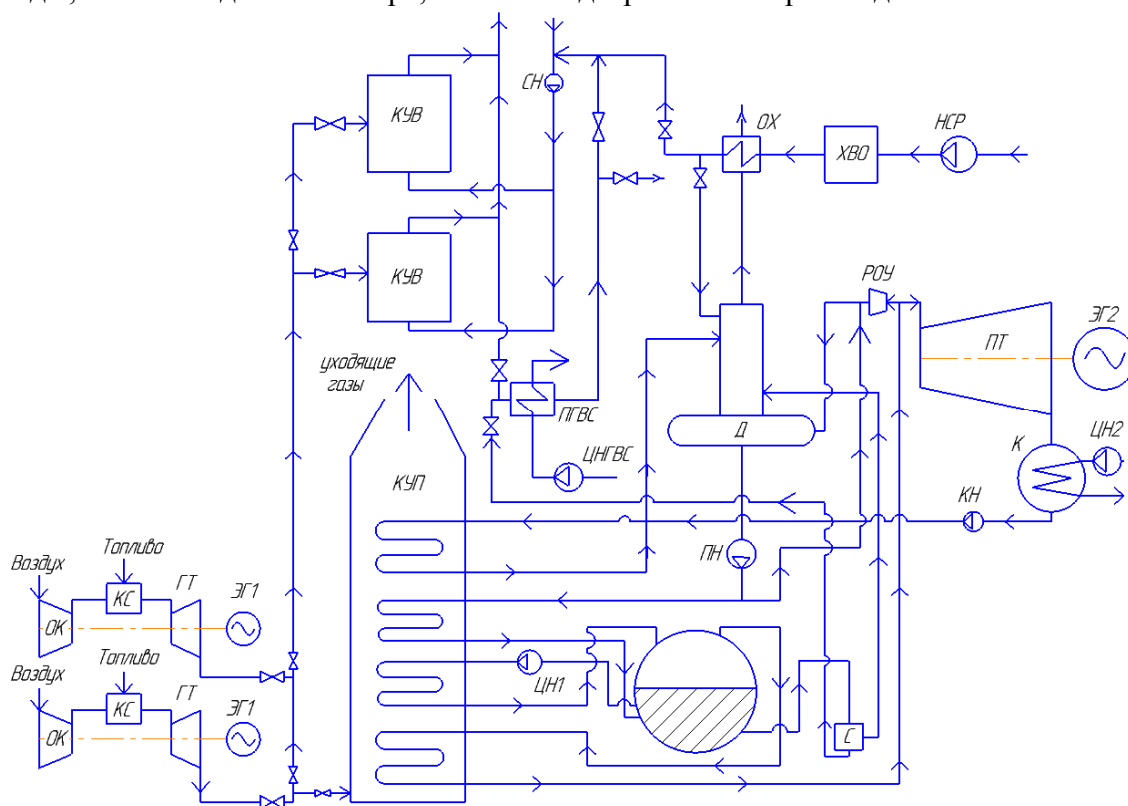 СН
КУВ
ОХ
ХВО
НСР
КУВ
РОУ
ПТ
ЭГ2
уходящие
газы
ПГВС
Д
К
ЦН2
КУП
ЦНГВС
КН
ПН
Топливо
Воздух
КС
ГТ
ЭГ1
ОК
Топливо
Воздух
КС
ГТ
ЭГ1
ОК
ЦН1
С